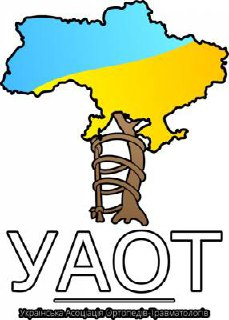 УАОТ
Українська Асоціація Ортопедів-Травматологів